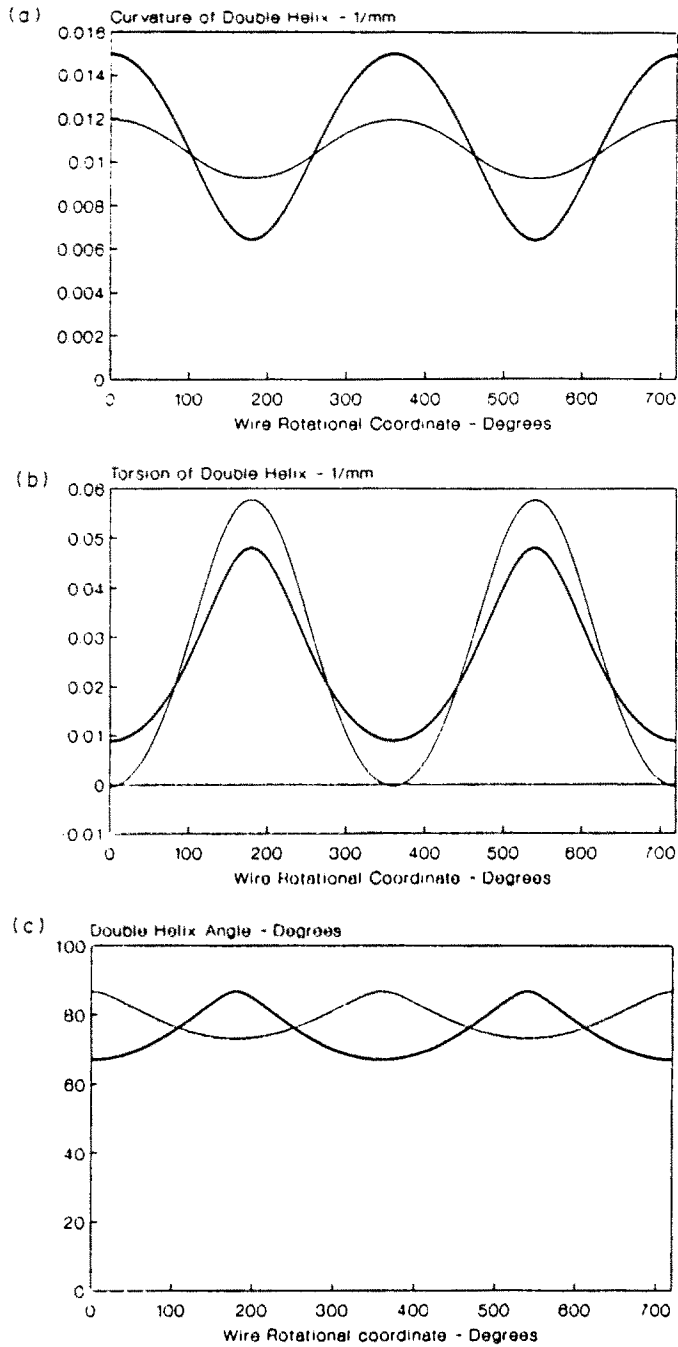 (a)
Curvature of Double Helix - 1/mm
0.016
0.014
0.012
0.01
0.008
0.006
0.004
0.002
0
0 100 200 300 400 500 600 700
Wire Rotational Coordinate - Degrees
(b)
Torsion of Double Helix - 1/mm
0.06
0.05
0.04
0.03
0.02
0.01
0
0.01
0 100 200 300 400 500 600 700
Wire Rotational Coordinate - Degrees
(c)
Double Helix Angle - Degrees
100
80
60
40
20
0
0 100 200 300 400 500 600 700
Wire Rotational coordinate - Degrees